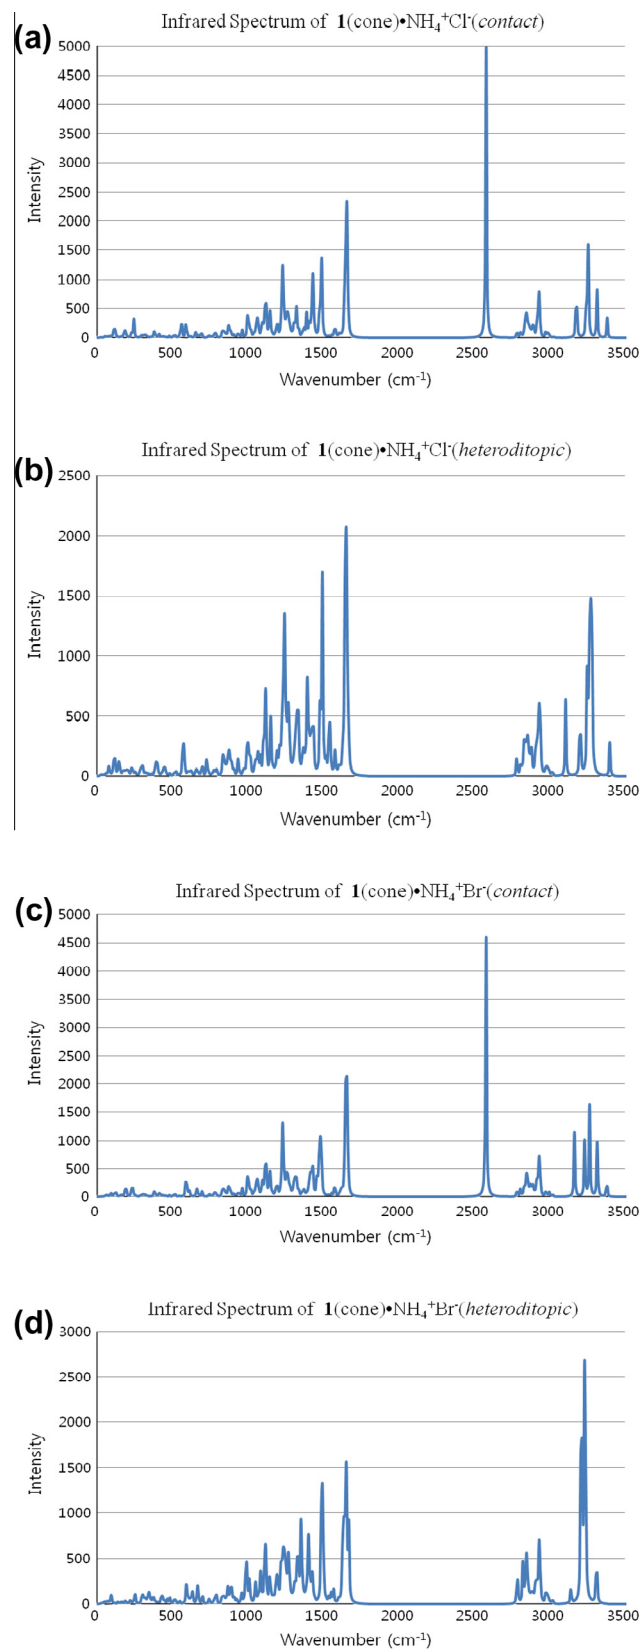 (a)
Infrared Spectrum of 1(cone)•NH₄⁺Cl⁻(contact)
5000
4500
4000
3500
3000
2500
2000
1500
1000
500
0
Intensity
0 500 1000 1500 2000 2500 3000 3500
Wavenumber (cm⁻¹)
(b)
Infrared Spectrum of 1(cone)•NH₄⁺Cl⁻(heteroditopic)
2500
2000
1500
1000
500
0
Intensity
0 500 1000 1500 2000 2500 3000 3500
Wavenumber (cm⁻¹)
(c)
Infrared Spectrum of 1(cone)•NH₄⁺Br⁻(contact)
5000
4500
4000
3500
3000
2500
2000
1500
1000
500
0
Intensity
0 500 1000 1500 2000 2500 3000 3500
Wavenumber (cm⁻¹)
(d)
Infrared Spectrum of 1(cone)•NH₄⁺Br⁻(heteroditopic)
3000
2500
2000
1500
1000
500
0
Intensity
0 500 1000 1500 2000 2500 3000 3500
Wavenumber (cm⁻¹)